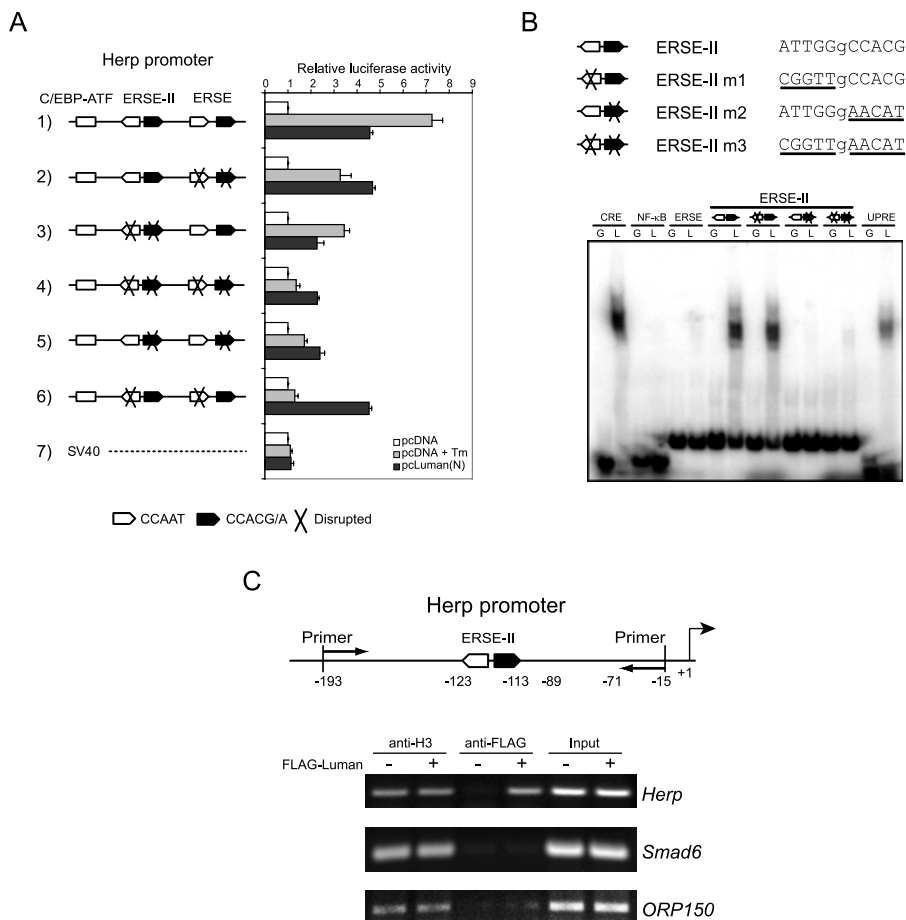 A
Herp promoter
C/EBP-ATF ERSE-II ERSE
Relative luciferase activity
0 1 2 3 4 5 6 7 8 9
1)
2)
3)
4)
5)
6)
7) SV40
pcDNA
pcDNA + Tm
pcLuman(N)
CCAAT CCACG/A Disrupted
B
ERSE-II ATTGGgCCACG
ERSE-II m1 CGGTTgCCACG
ERSE-II m2 ATTGGgAACAT
ERSE-II m3 CGGTTgAACAT
ERSE-II
CRE NF-κB ERSE UPRE
G L G L G L G L G L G L G L G L
C
Herp promoter
Primer ERSE-II Primer
-193 -123 -113 -89 -71 -15 +1
anti-H3 anti-FLAG Input
FLAG-Luman - + - + - +
Herp
Smad6
ORP150